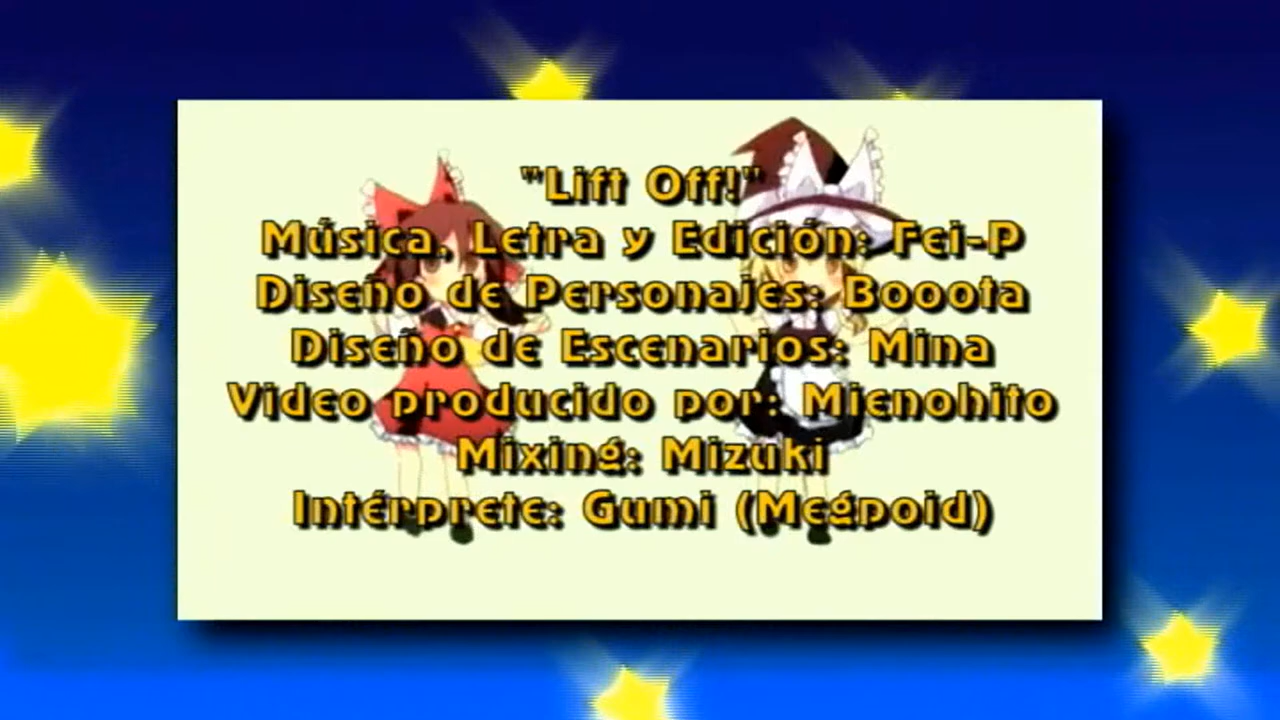 "Lift Off!"
Música, Letra y Edición: Fei-P
Diseño de Personajes: Booota
Diseño de Escenarios: Mina
Video producido por: Mienohito
Mixing: Mizuki
Intérprete: Gumi (Megpoid)